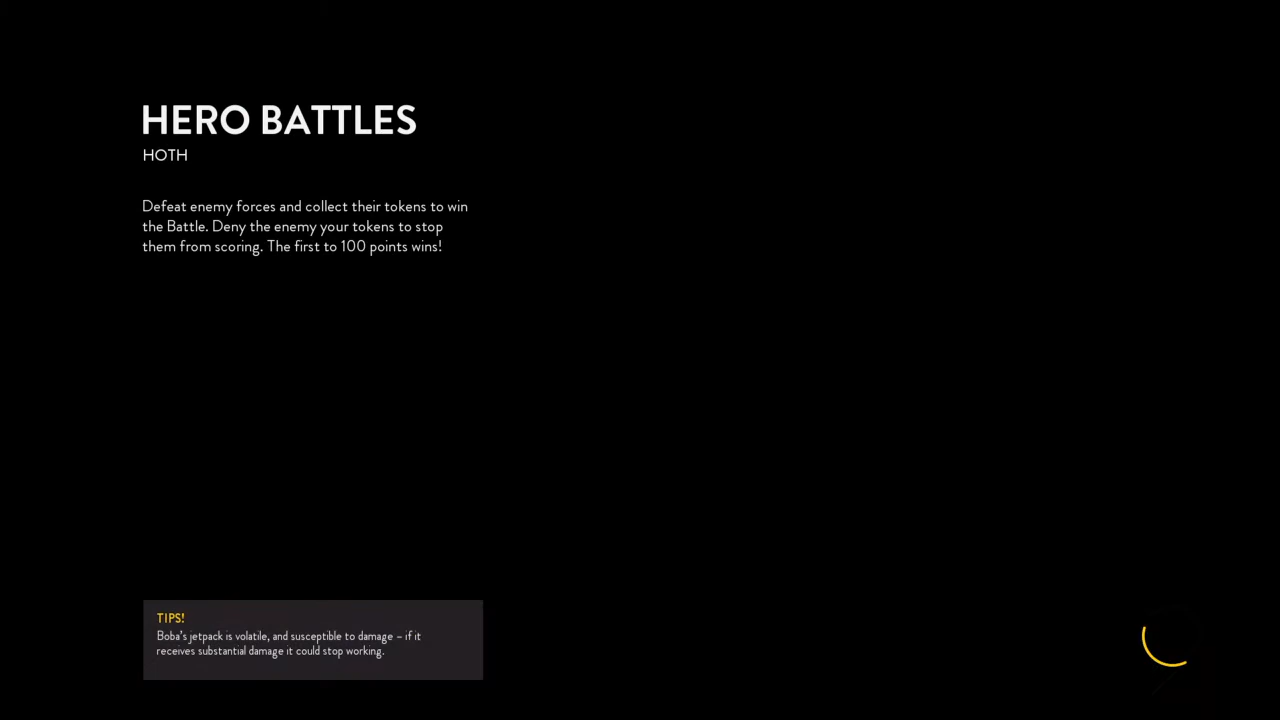 HERO BATTLES
HOTH
Defeat enemy forces and collect their tokens to win
the Battle. Deny the enemy your tokens to stop
them from scoring. The first to 100 points wins!
TIPS!
Boba's jetpack is volatile, and susceptible to damage – if it
receives substantial damage it could stop working.